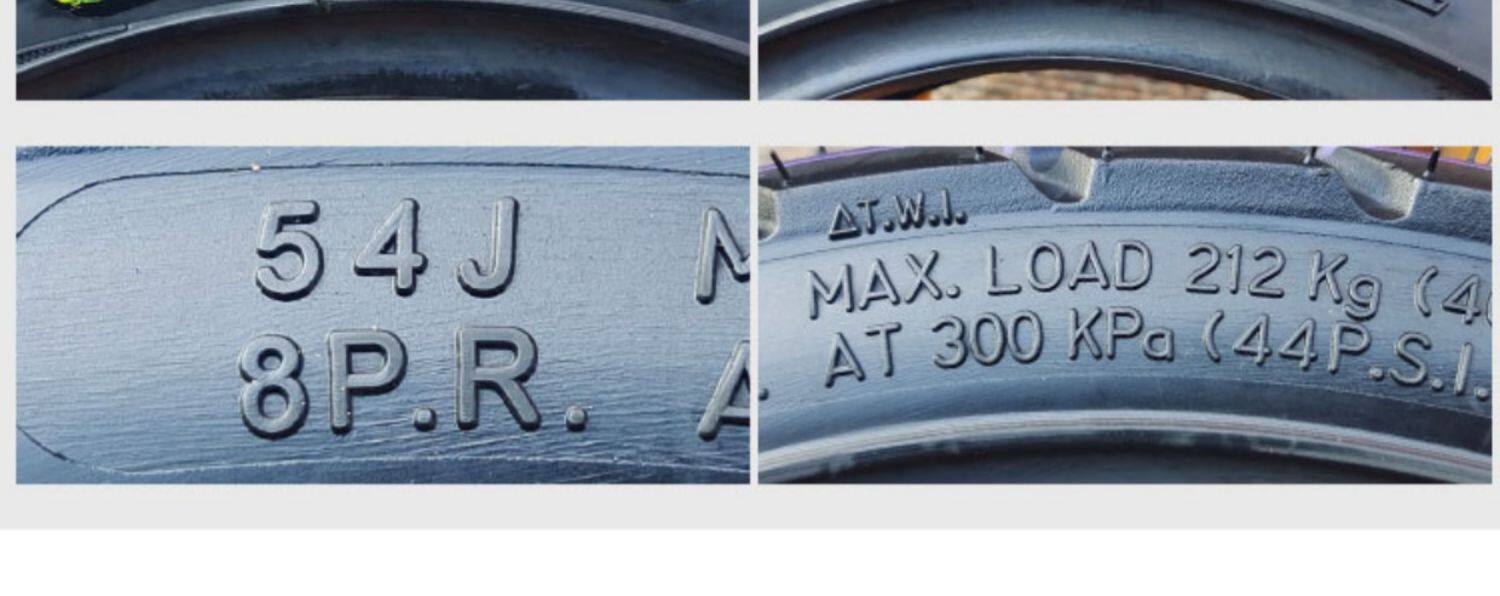 54J
8P.R.
ΔT.W.I.
MAX. LOAD 212 Kg
AT 300 KPa (44P.S.I.